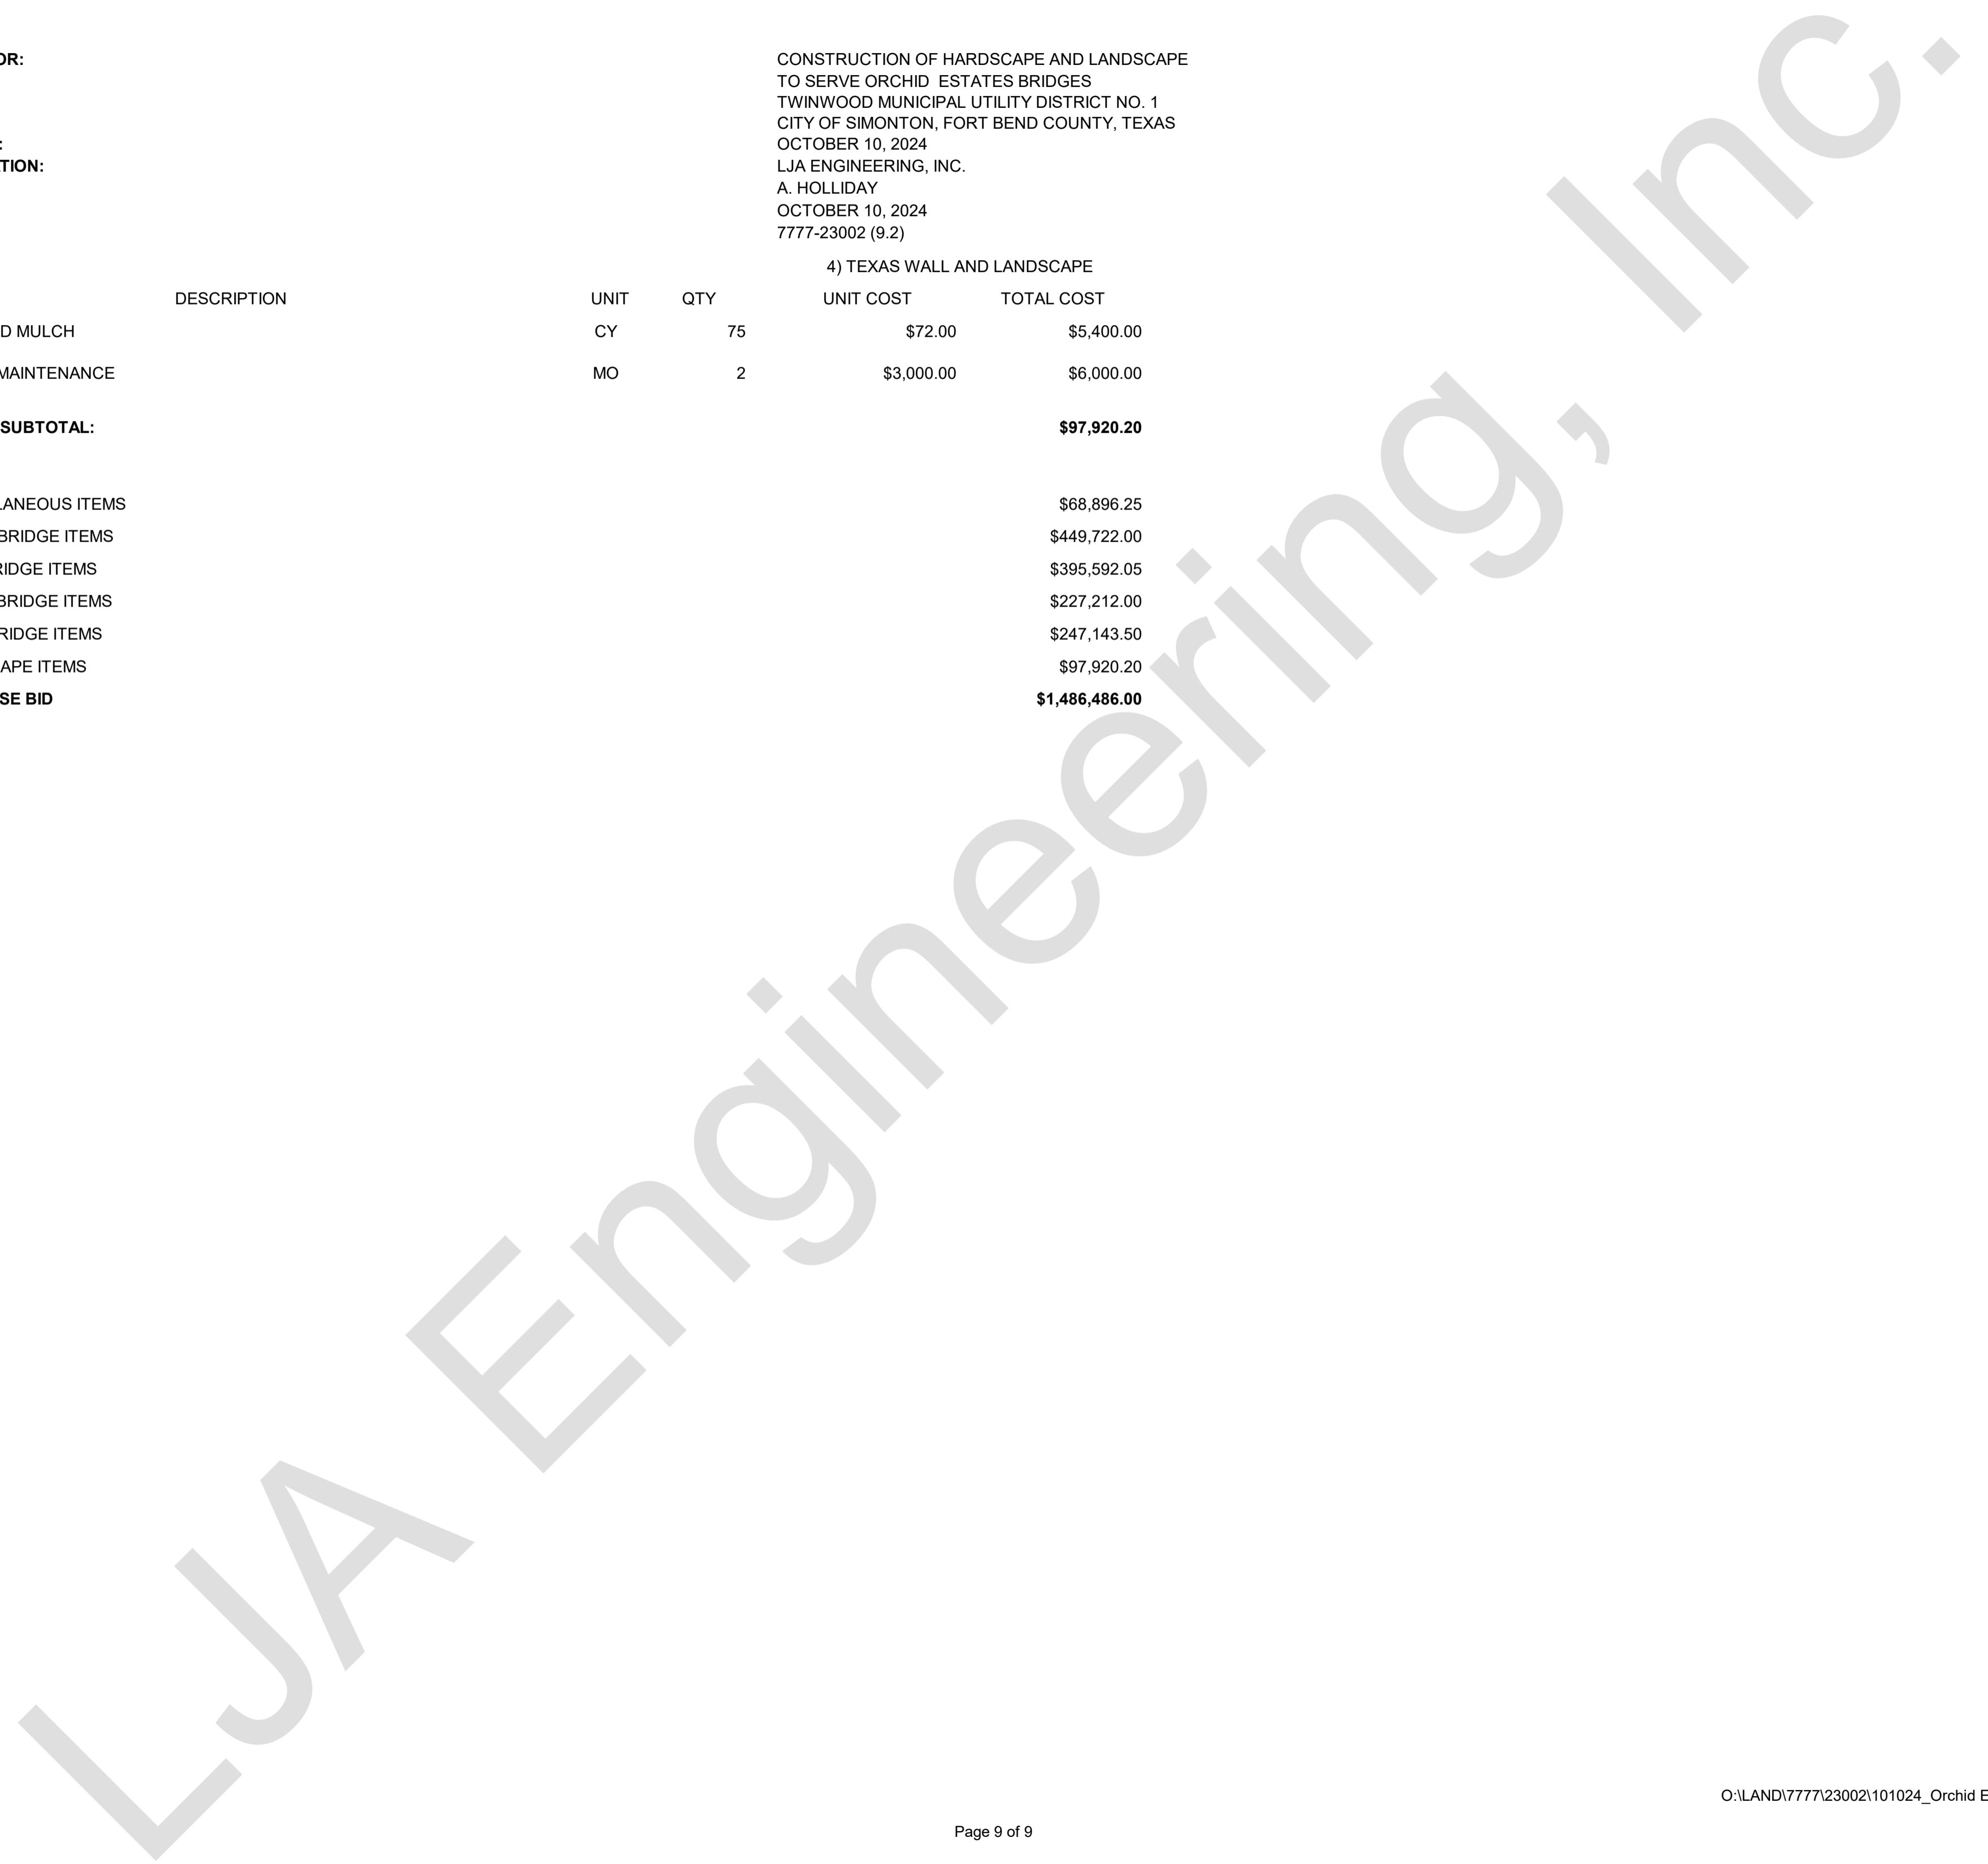 OR: CONSTRUCTION OF HARDSCAPE AND LANDSCAPE
TO SERVE ORCHID ESTATES BRIDGES
TWINWOOD MUNICIPAL UTILITY DISTRICT NO. 1
CITY OF SIMONTON, FORT BEND COUNTY, TEXAS
: OCTOBER 10, 2024
TION: LJA ENGINEERING, INC.
A. HOLLIDAY
OCTOBER 10, 2024
7777-23002 (9.2)
4) TEXAS WALL AND LANDSCAPE
DESCRIPTION UNIT QTY UNIT COST TOTAL COST
D MULCH CY 75 $72.00 $5,400.00
MAINTENANCE MO 2 $3,000.00 $6,000.00
SUBTOTAL: $97,920.20
LANEOUS ITEMS $68,896.25
BRIDGE ITEMS $449,722.00
RIDGE ITEMS $395,592.05
BRIDGE ITEMS $227,212.00
RIDGE ITEMS $247,143.50
APE ITEMS $97,920.20
SE BID $1,486,486.00
LJA Engineering, Inc.
O:\LAND\7777\23002\101024_Orchid E
Page 9 of 9